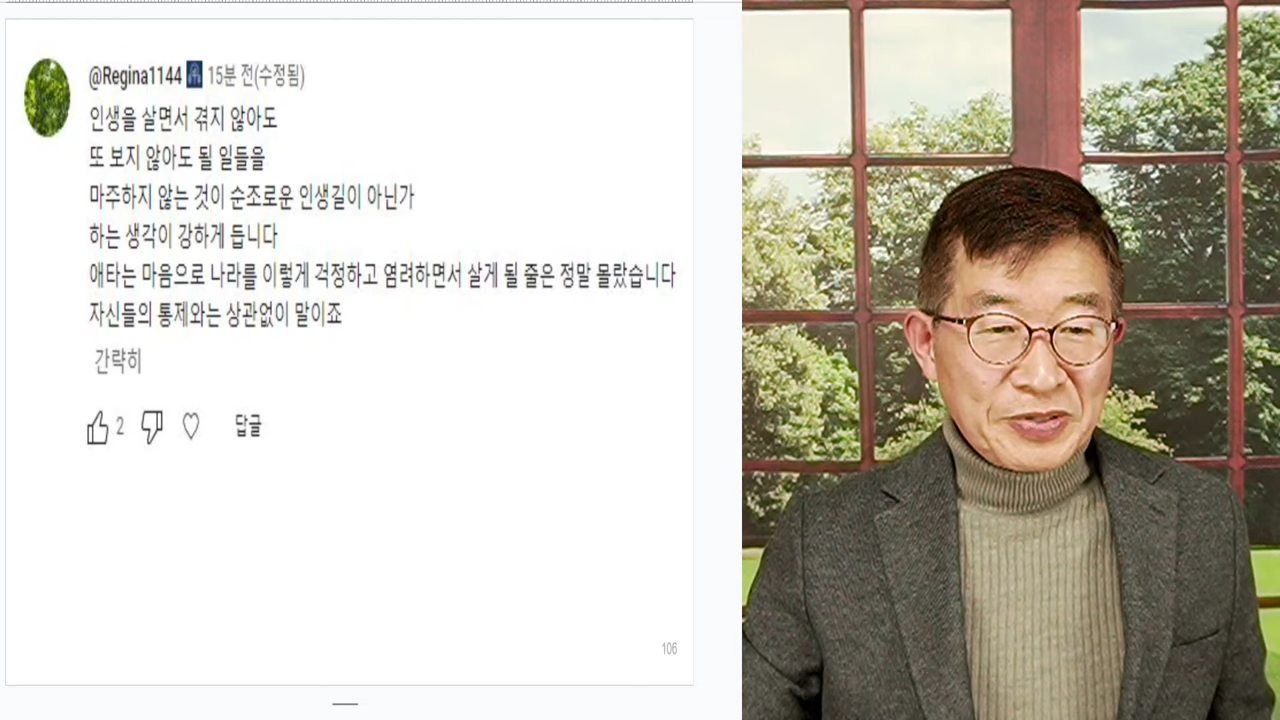 @Regina1144 15분 전(수정됨)
인생을 살면서 겪지 않아도
또 보지 않아도 될 일들을
마주하지 않는 것이 순조로운 인생길이 아닌가
하는 생각이 강하게 듭니다
애타는 마음으로 나라를 이렇게 걱정하고 염려하면서 살게 될 줄은 정말 몰랐습니다
자신들의 통제와는 상관없이 말이죠
간략히
2 답글
106